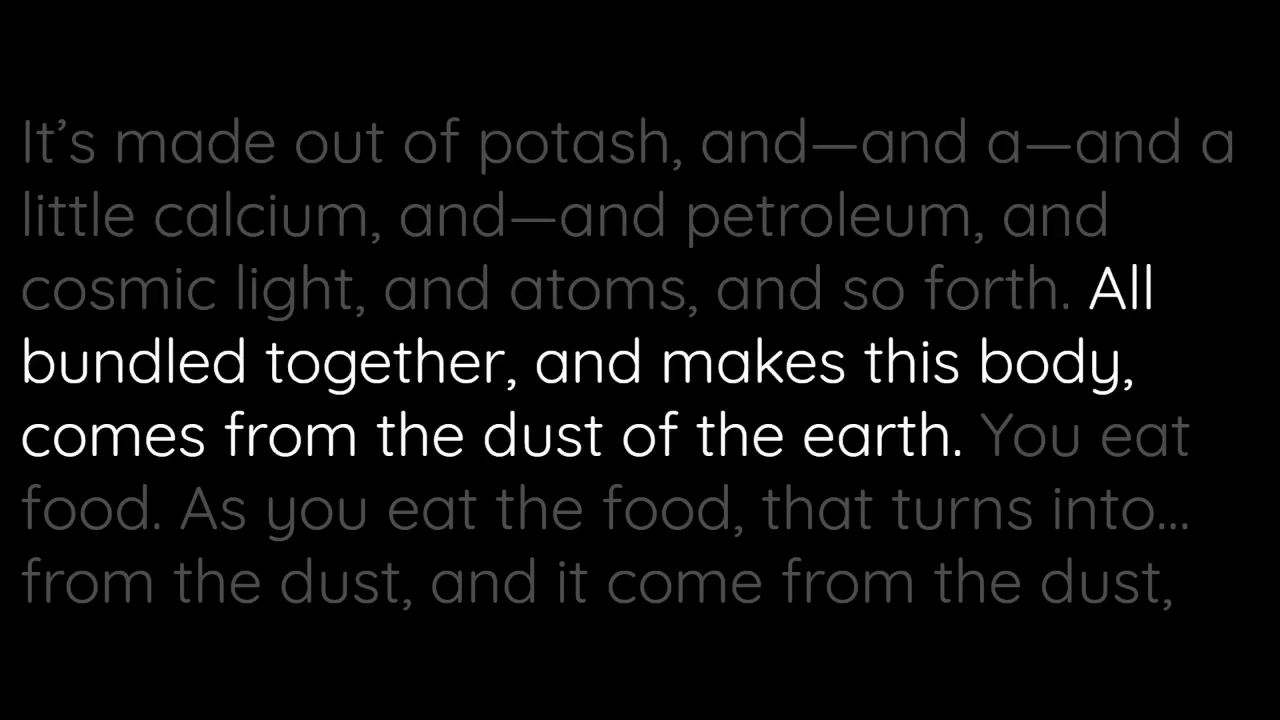 It’s made out of potash, and—and a—and a
little calcium, and—and petroleum, and
cosmic light, and atoms, and so forth. All
bundled together, and makes this body,
comes from the dust of the earth. You eat
food. As you eat the food, that turns into...
from the dust, and it come from the dust,